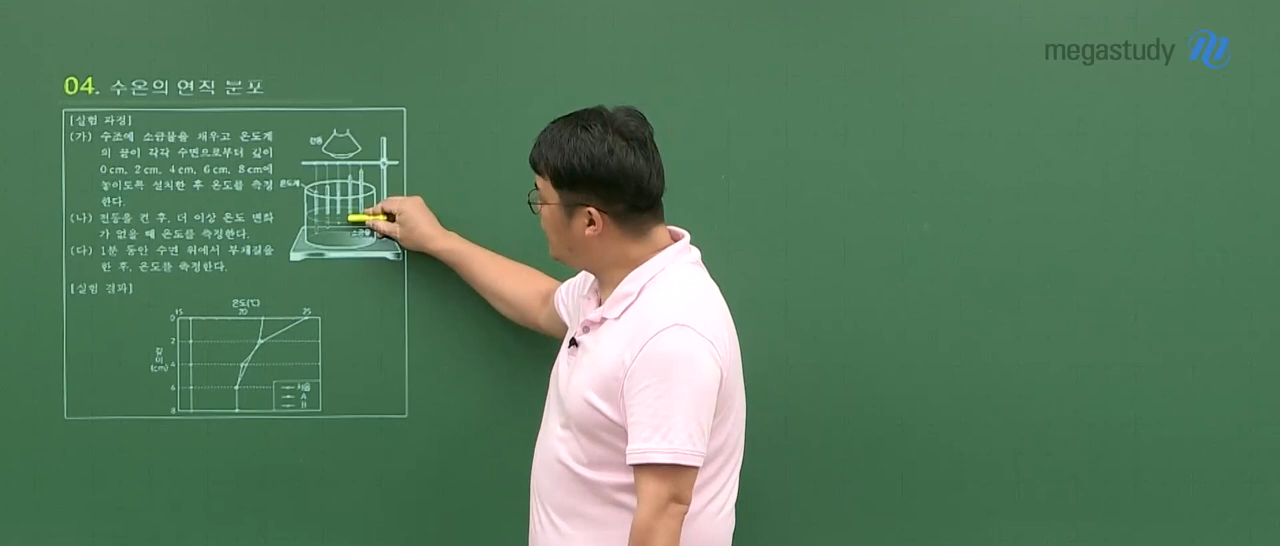 megastudy
04. 수온의 연직 분포
[실험 과정]
(가) 수조에 소금물을 채우고 온도계
의 끝이 각각 수면으로부터 깊이
0 cm, 2 cm, 4 cm, 6 cm, 8 cm에
놓이도록 설치한 후 온도를 측정
한다.
(나) 전등을 켠 후, 더 이상 온도 변화
가 없을 때 온도를 측정한다.
(다) 1분 동안 수면 위에서 부채질을
한 후, 온도를 측정한다.
전등
온도계
소금물
[실험 결과]
온도(℃)
15 20 25
0
2
4
6
8
깊이
(cm)
처음
A
B